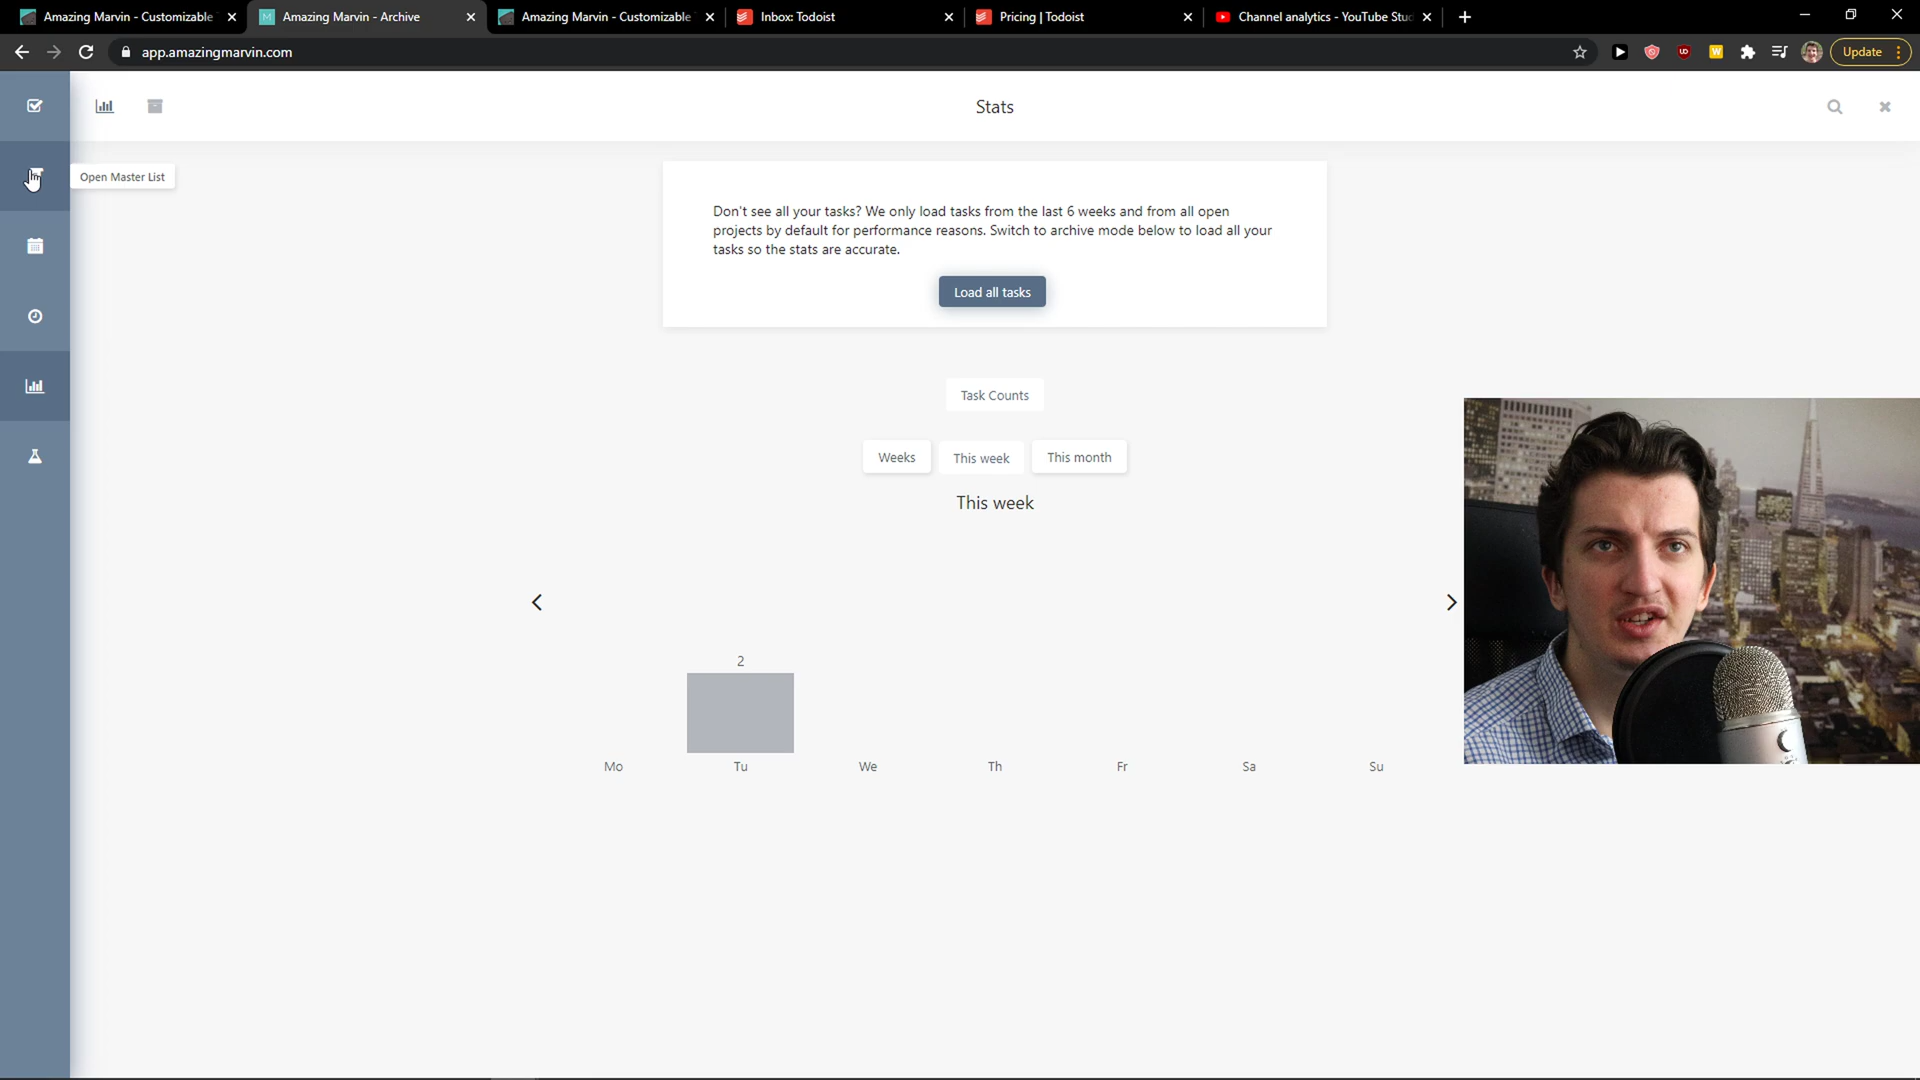 Amazing Marvin - Customizable
Amazing Marvin - Archive
Amazing Marvin - Customizable
Inbox: Todoist
Pricing | Todoist
Channel analytics - YouTube Stu
app.amazingmarvin.com
Update
Stats
Open Master List
Don't see all your tasks? We only load tasks from the last 6 weeks and from all open
projects by default for performance reasons. Switch to archive mode below to load all your
tasks so the stats are accurate.
Load all tasks
Task Counts
Weeks
This week
This month
This week
2
Mo
Tu
We
Th
Fr
Sa
Su